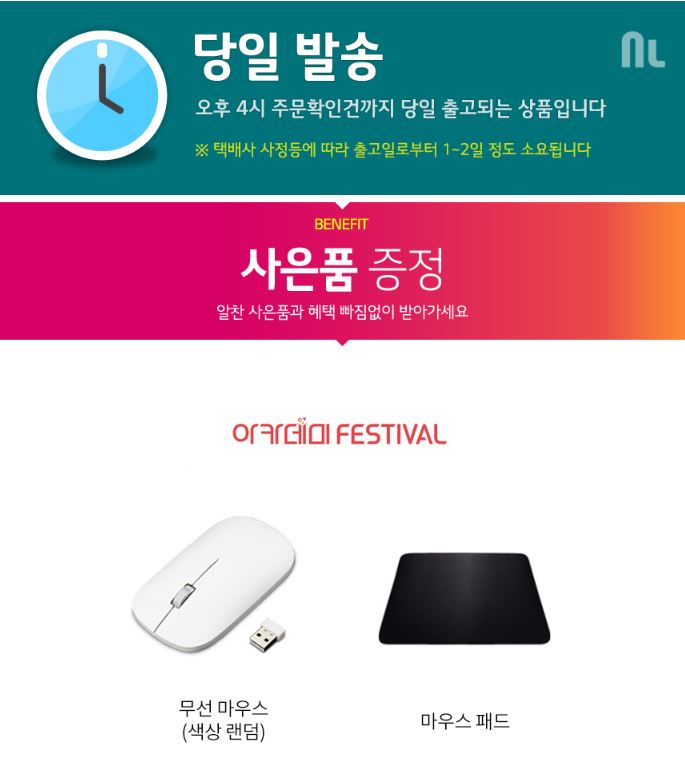 당일 발송
NL
오후 4시 주문확인건까지 당일 출고되는 상품입니다
※ 택배사 사정등에 따라 출고일로부터 1~2일 정도 소요됩니다
BENEFIT
사은품 증정
알찬 사은품과 혜택 빠짐없이 받아가세요
아카데미 FESTIVAL
무선 마우스
(색상 랜덤)
마우스 패드